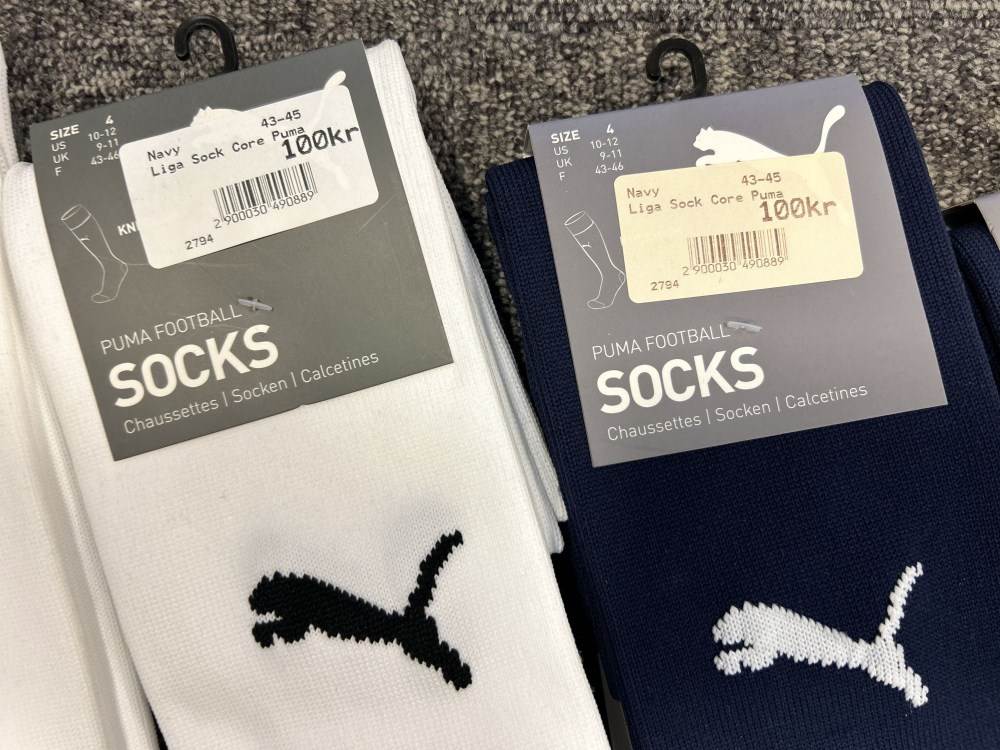 SIZE 4
US 10-12
UK 9-11
F 43-46
Navy 43-45
Liga Sock Core Puma
100kr
2 900030 490889
2794
KN
PUMA FOOTBALL
SOCKS
Chaussettes | Socken | Calcetines
SIZE 4
US 10-12
UK 9-11
F 43-46
Navy 43-45
Liga Sock Core Puma
100kr
2 900030 490889
2794
PUMA FOOTBALL
SOCKS
Chaussettes | Socken | Calcetines